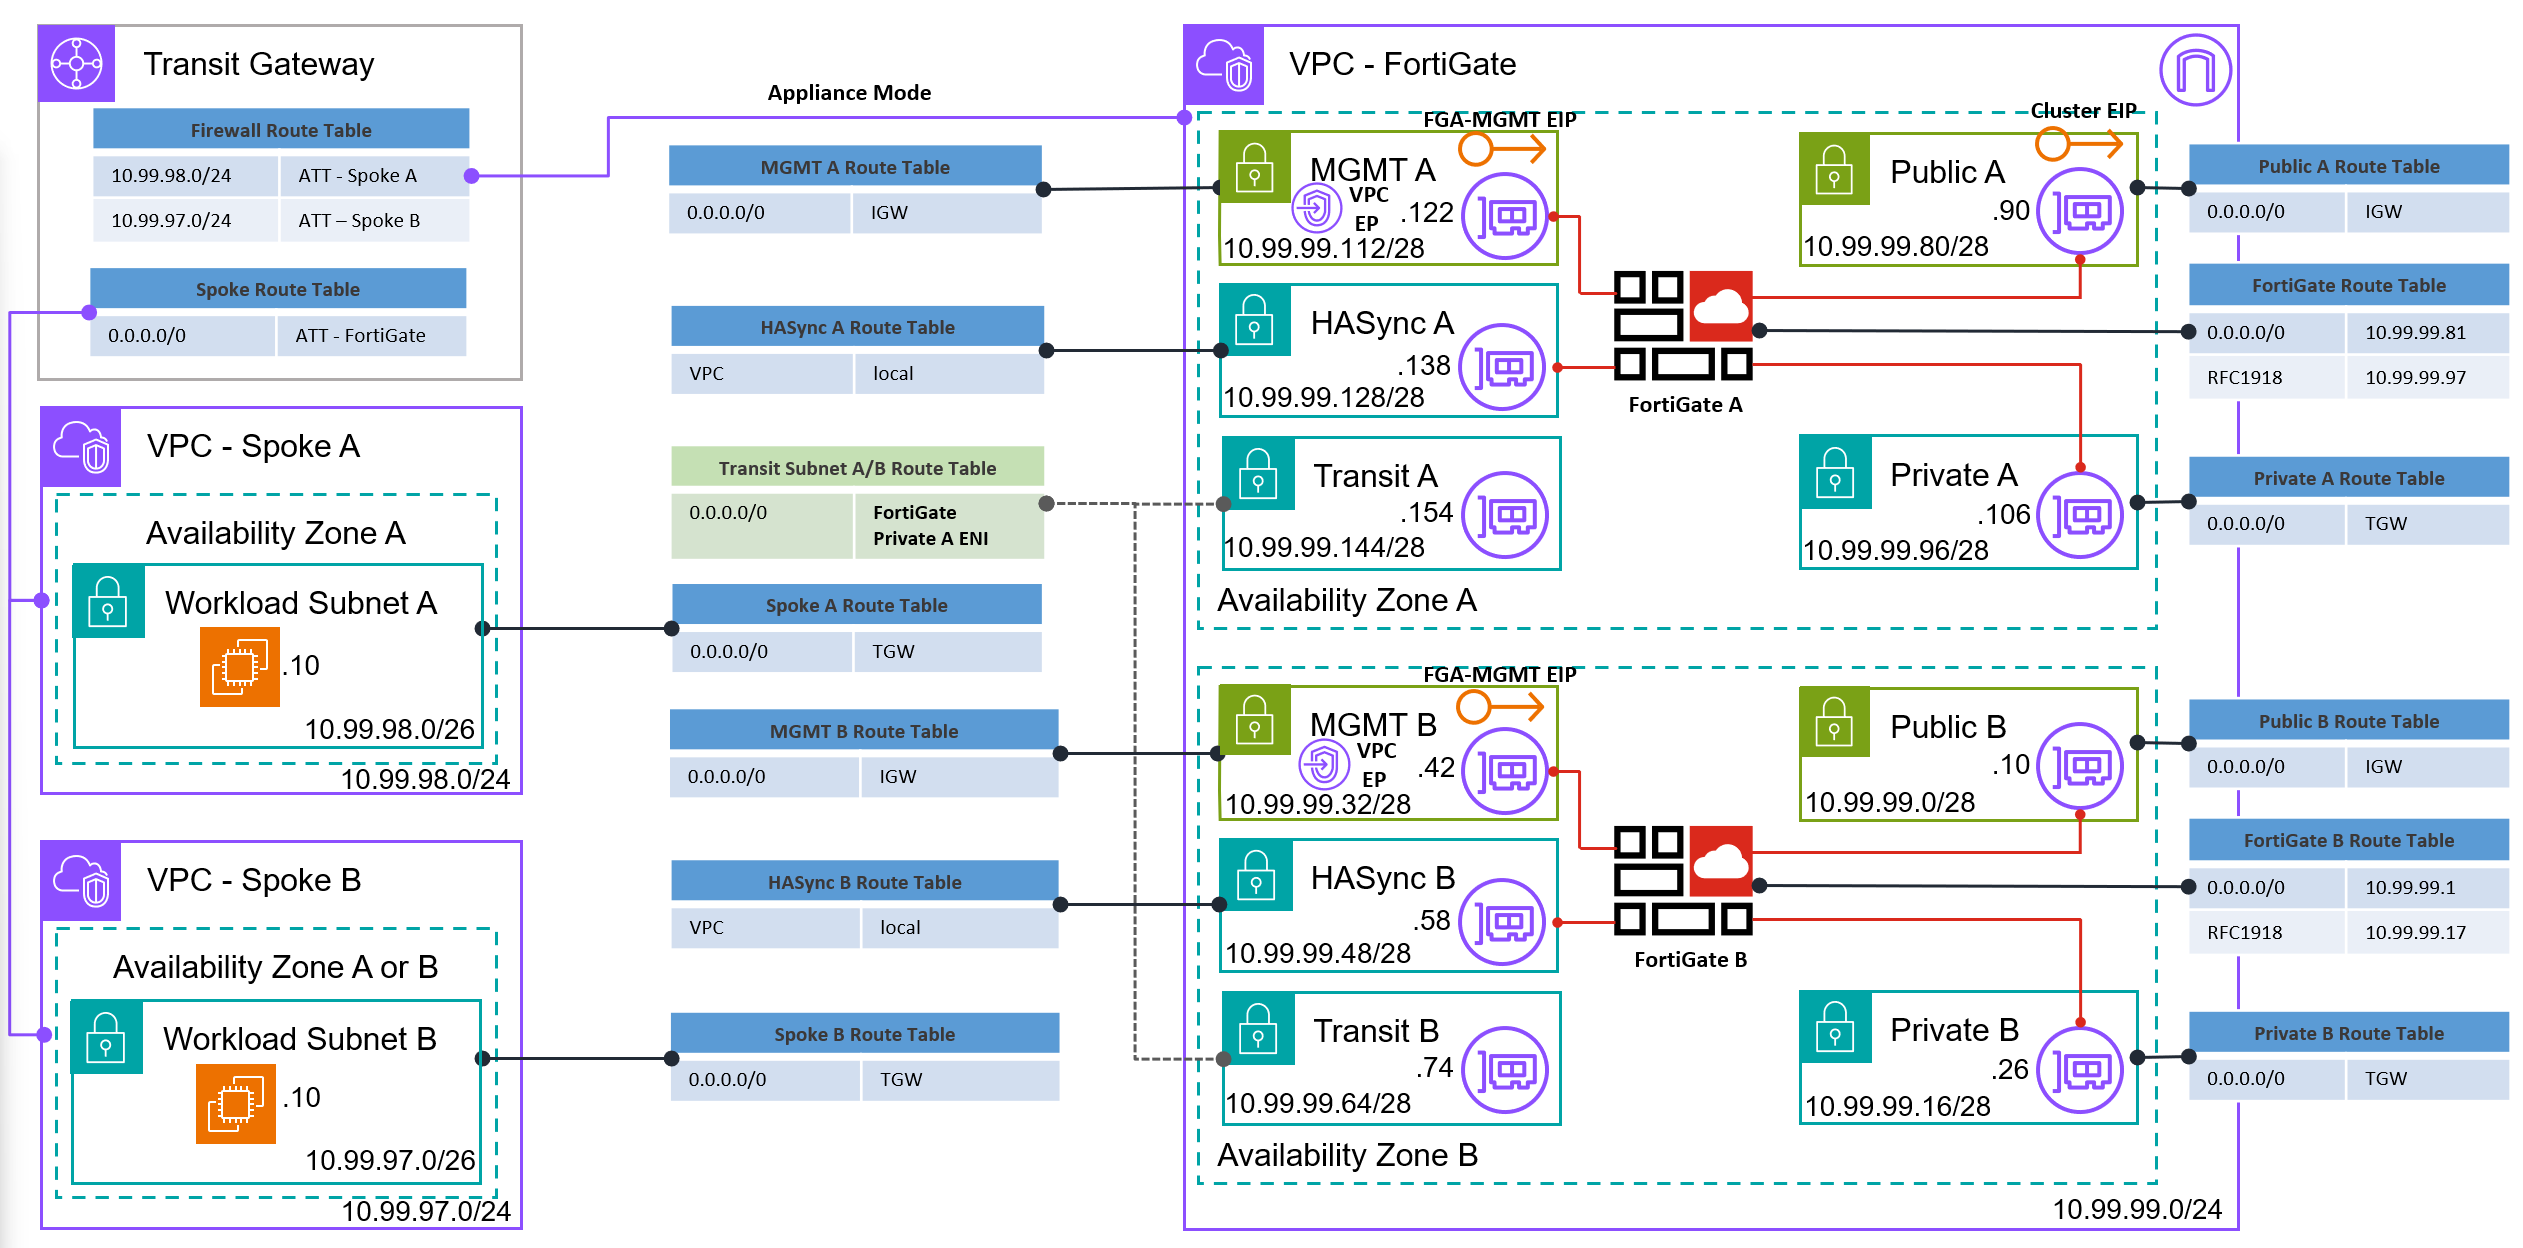 Transit Gateway
Firewall Route Table
10.99.98.0/24 ATT - Spoke A
10.99.97.0/24 ATT – Spoke B
Spoke Route Table
0.0.0.0/0 ATT - FortiGate
VPC - Spoke A
Availability Zone A
Workload Subnet A
.10
10.99.98.0/26
10.99.98.0/24
VPC - Spoke B
Availability Zone A or B
Workload Subnet B
.10
10.99.97.0/26
10.99.97.0/24
Appliance Mode
MGMT A Route Table
0.0.0.0/0 IGW
HASync A Route Table
VPC local
Transit Subnet A/B Route Table
0.0.0.0/0 FortiGate
Private A ENI
Spoke A Route Table
0.0.0.0/0 TGW
MGMT B Route Table
0.0.0.0/0 IGW
HASync B Route Table
VPC local
Spoke B Route Table
0.0.0.0/0 TGW
VPC - FortiGate
FGA-MGMT EIP
MGMT A
VPC
EP
.122
10.99.99.112/28
HASync A
.138
10.99.99.128/28
Transit A
.154
10.99.99.144/28
Availability Zone A
FortiGate A
Cluster EIP
Public A
.90
10.99.99.80/28
Private A
.106
10.99.99.96/28
FGA-MGMT EIP
MGMT B
VPC
EP
.42
10.99.99.32/28
HASync B
.58
10.99.99.48/28
Transit B
.74
10.99.99.64/28
Availability Zone B
FortiGate B
Public B
.10
10.99.99.0/28
Private B
.26
10.99.99.16/28
10.99.99.0/24
Public A Route Table
0.0.0.0/0 IGW
FortiGate Route Table
0.0.0.0/0 10.99.99.81
RFC1918 10.99.99.97
Private A Route Table
0.0.0.0/0 TGW
Public B Route Table
0.0.0.0/0 IGW
FortiGate B Route Table
0.0.0.0/0 10.99.99.1
RFC1918 10.99.99.17
Private B Route Table
0.0.0.0/0 TGW